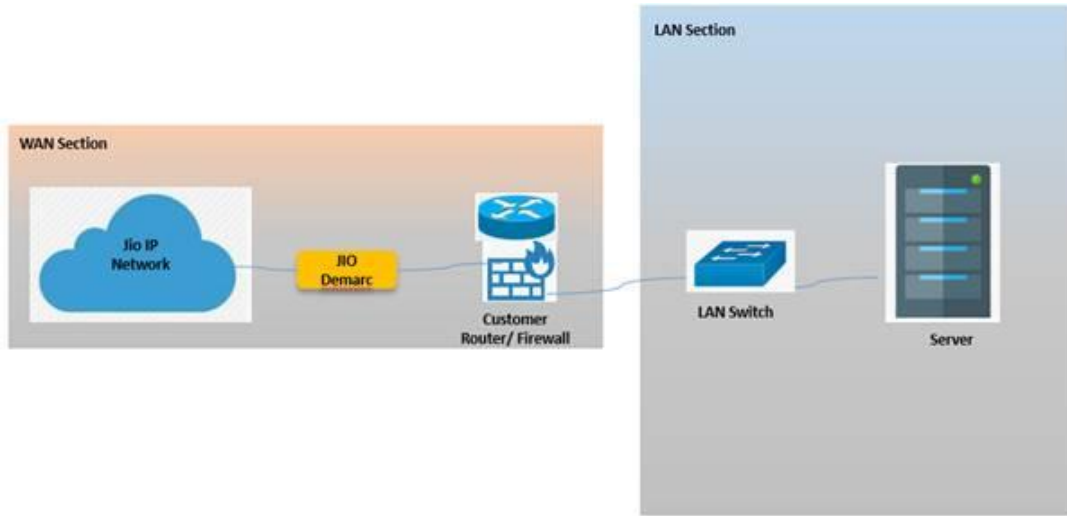 LAN Section
WAN Section
Jio IP
Network
JIO
Demarc
Customer
Router/ Firewall
LAN Switch
Server